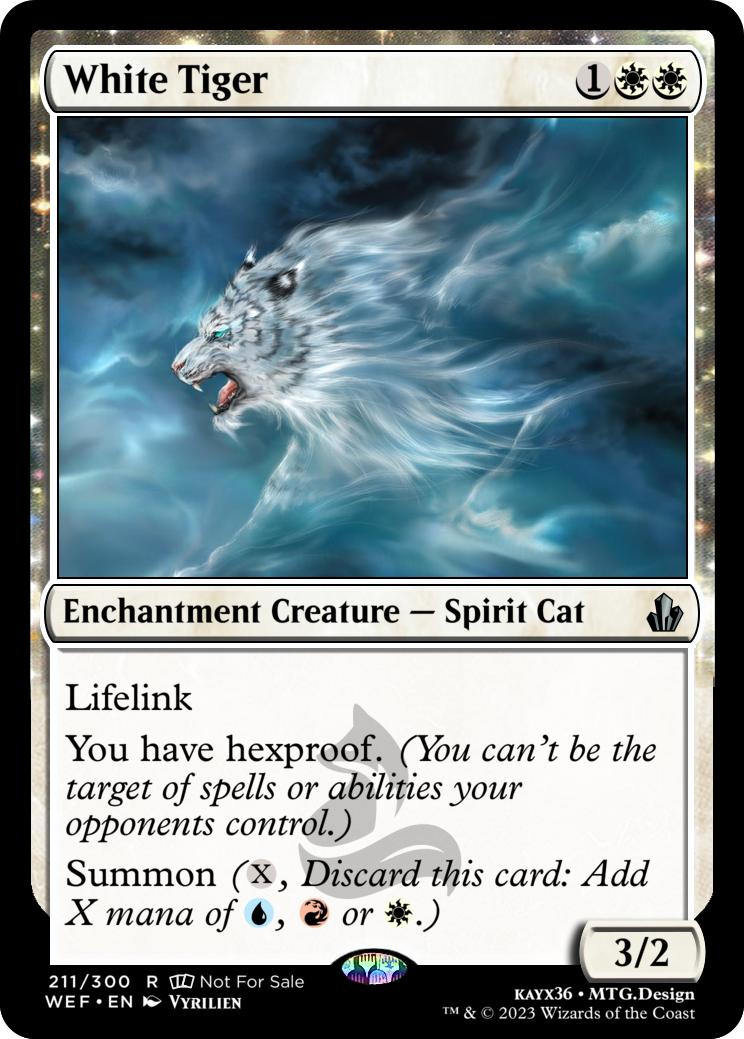 White Tiger 1
Enchantment Creature — Spirit Cat
Lifelink
You have hexproof. (You can't be the
target of spells or abilities your
opponents control.)
Summon (X, Discard this card: Add
X mana of , or .)
3/2
211/300 R Not For Sale
WEF • EN VYRILIEN
KAYX36 • MTG.Design
™ & © 2023 Wizards of the Coast